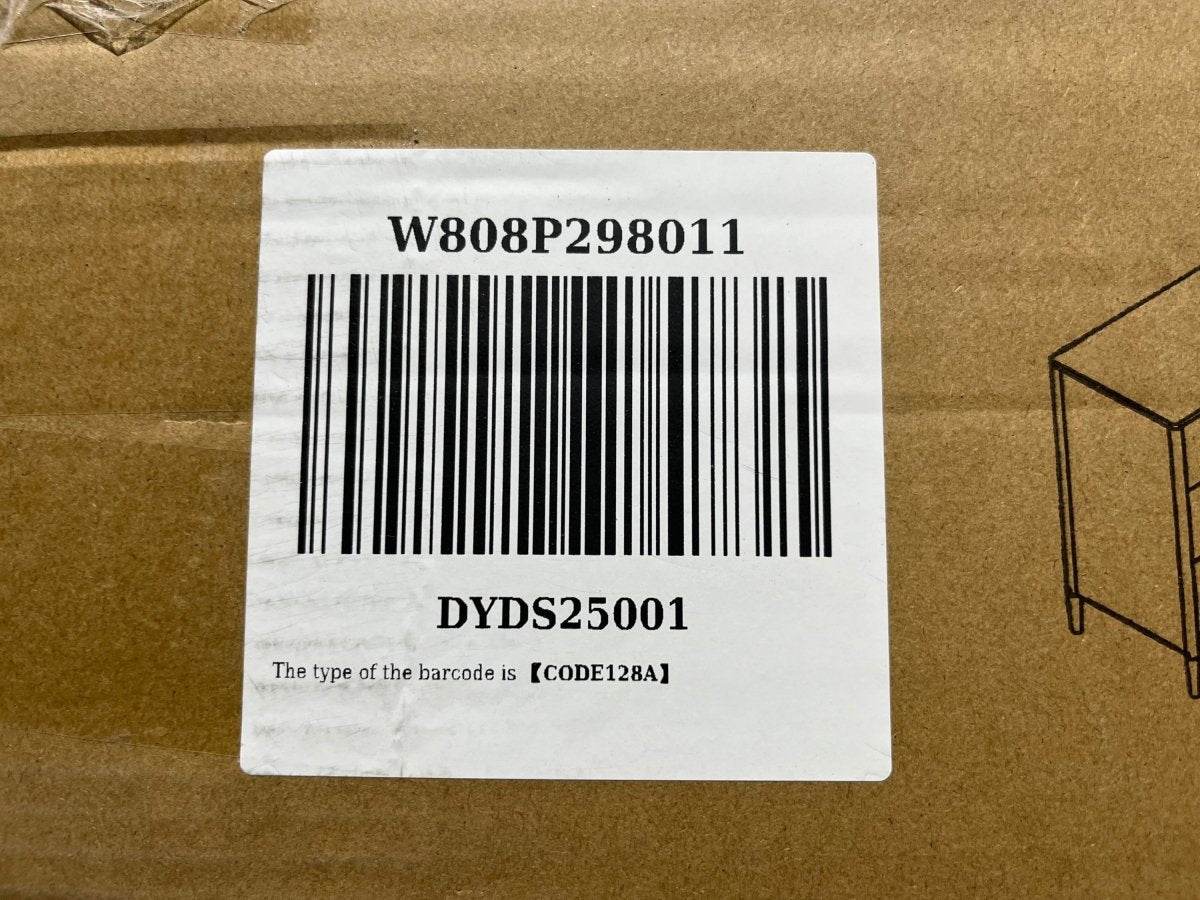 W808P298011
DYDS25001
The type of the barcode is 【CODE128A】